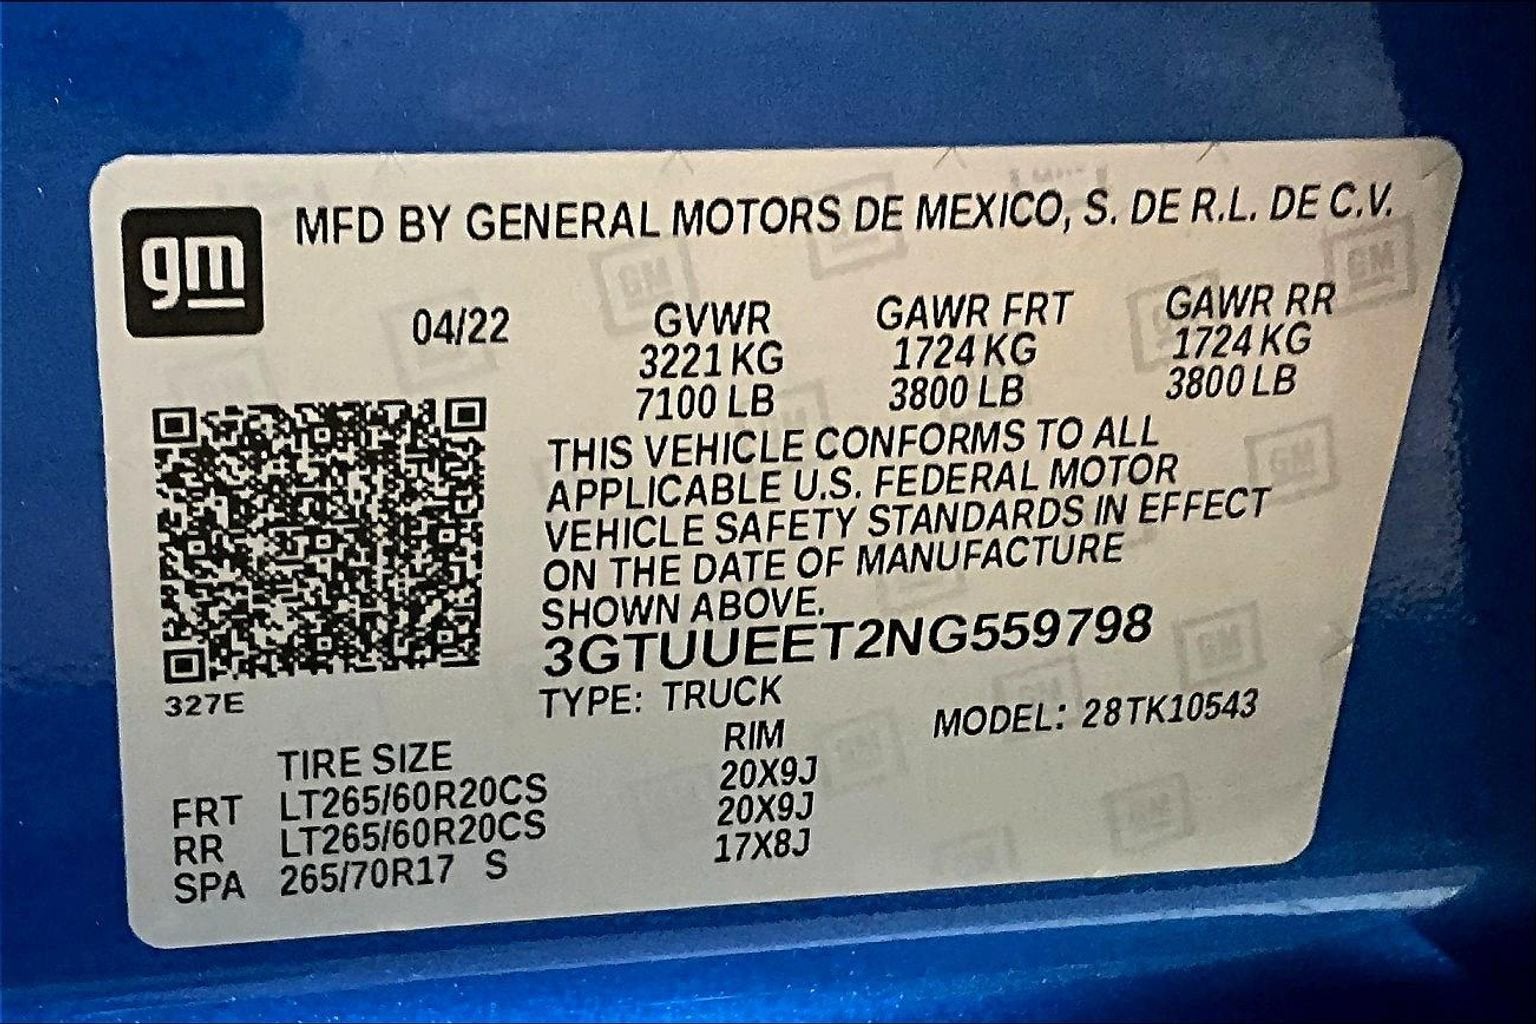 gm
MFD BY GENERAL MOTORS DE MEXICO, S. DE R.L. DE C.V.
04/22 GVWR GAWR FRT GAWR RR
3221 KG 1724 KG 1724 KG
7100 LB 3800 LB 3800 LB
THIS VEHICLE CONFORMS TO ALL
APPLICABLE U.S. FEDERAL MOTOR
VEHICLE SAFETY STANDARDS IN EFFECT
ON THE DATE OF MANUFACTURE
SHOWN ABOVE.
3GTUUEET2NG559798
327E
TYPE: TRUCK MODEL: 28TK10543
TIRE SIZE RIM
FRT LT265/60R20CS 20X9J
RR LT265/60R20CS 20X9J
SPA 265/70R17 S 17X8J